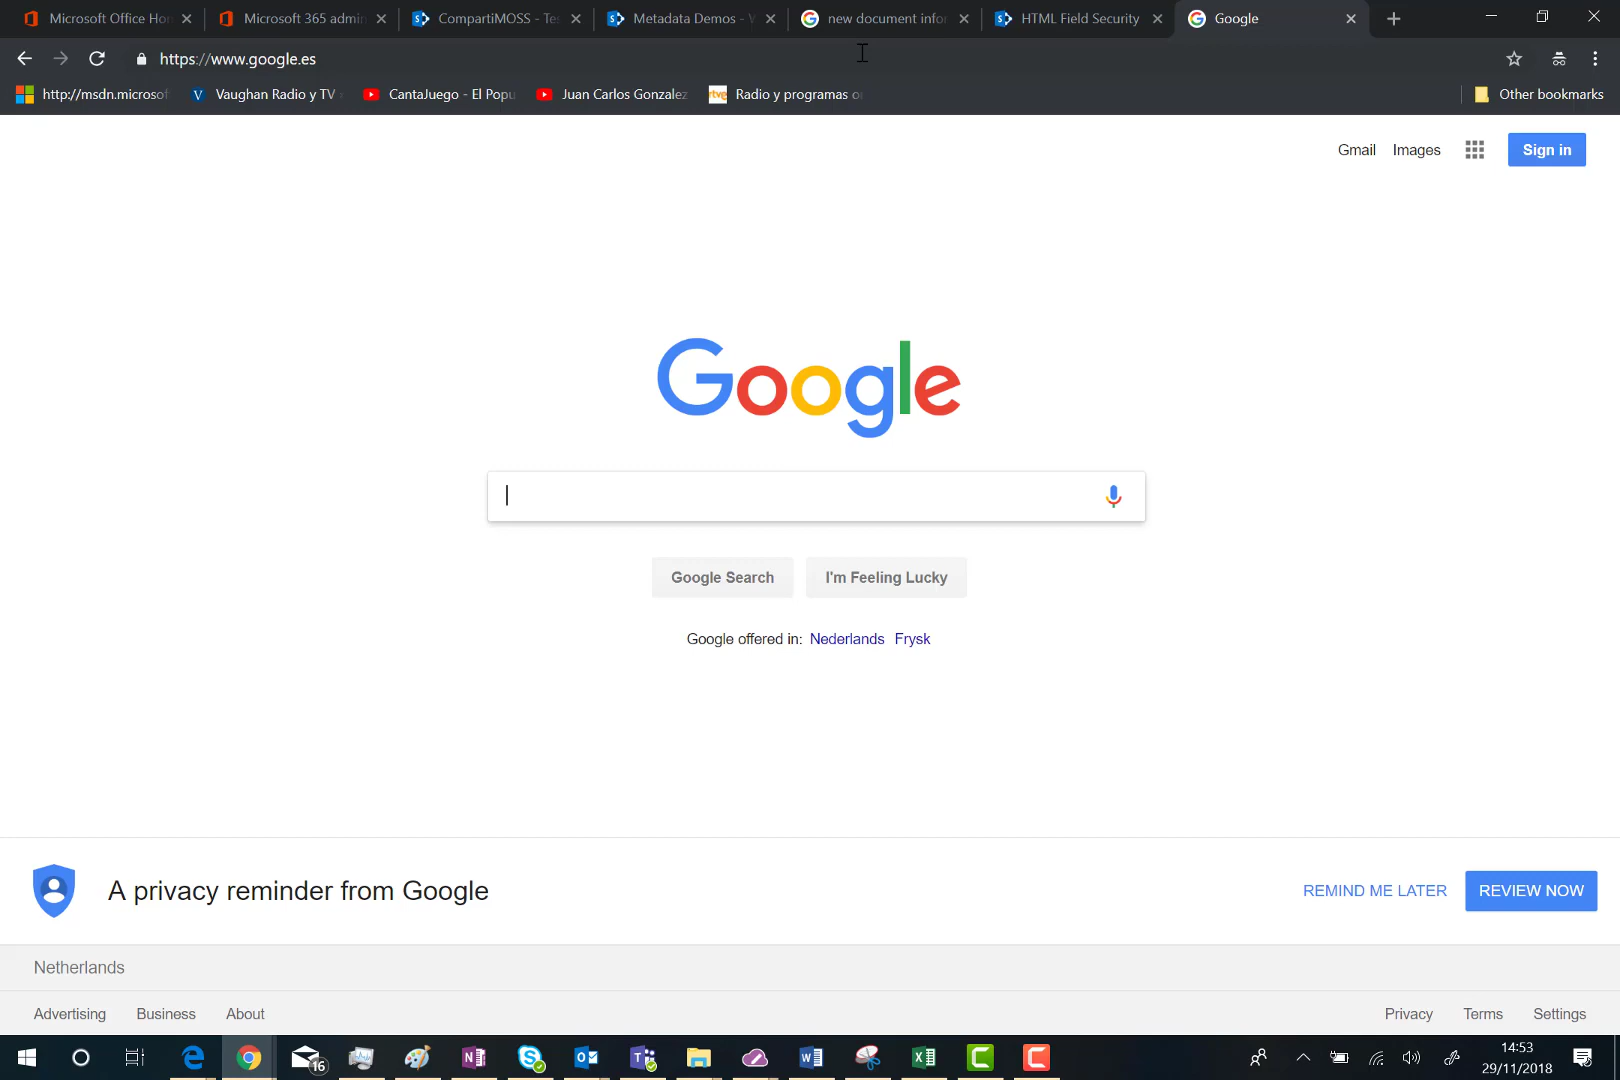 Microsoft Office Hon
Microsoft 365 admin
CompartiMOSS - Te
Metadata Demos - 
new document infor
HTML Field Security
Google
https://www.google.es
http://msdn.microsof
Vaughan Radio y TV
CantaJuego - El Popu
Juan Carlos Gonzalez
rtve
Radio y programas o
Other bookmarks
Gmail
Images
Sign in
Google
Google Search
I'm Feeling Lucky
Google offered in: Nederlands Frysk
A privacy reminder from Google
REMIND ME LATER
REVIEW NOW
Netherlands
Advertising
Business
About
Privacy
Terms
Settings
16
14:53
29/11/2018